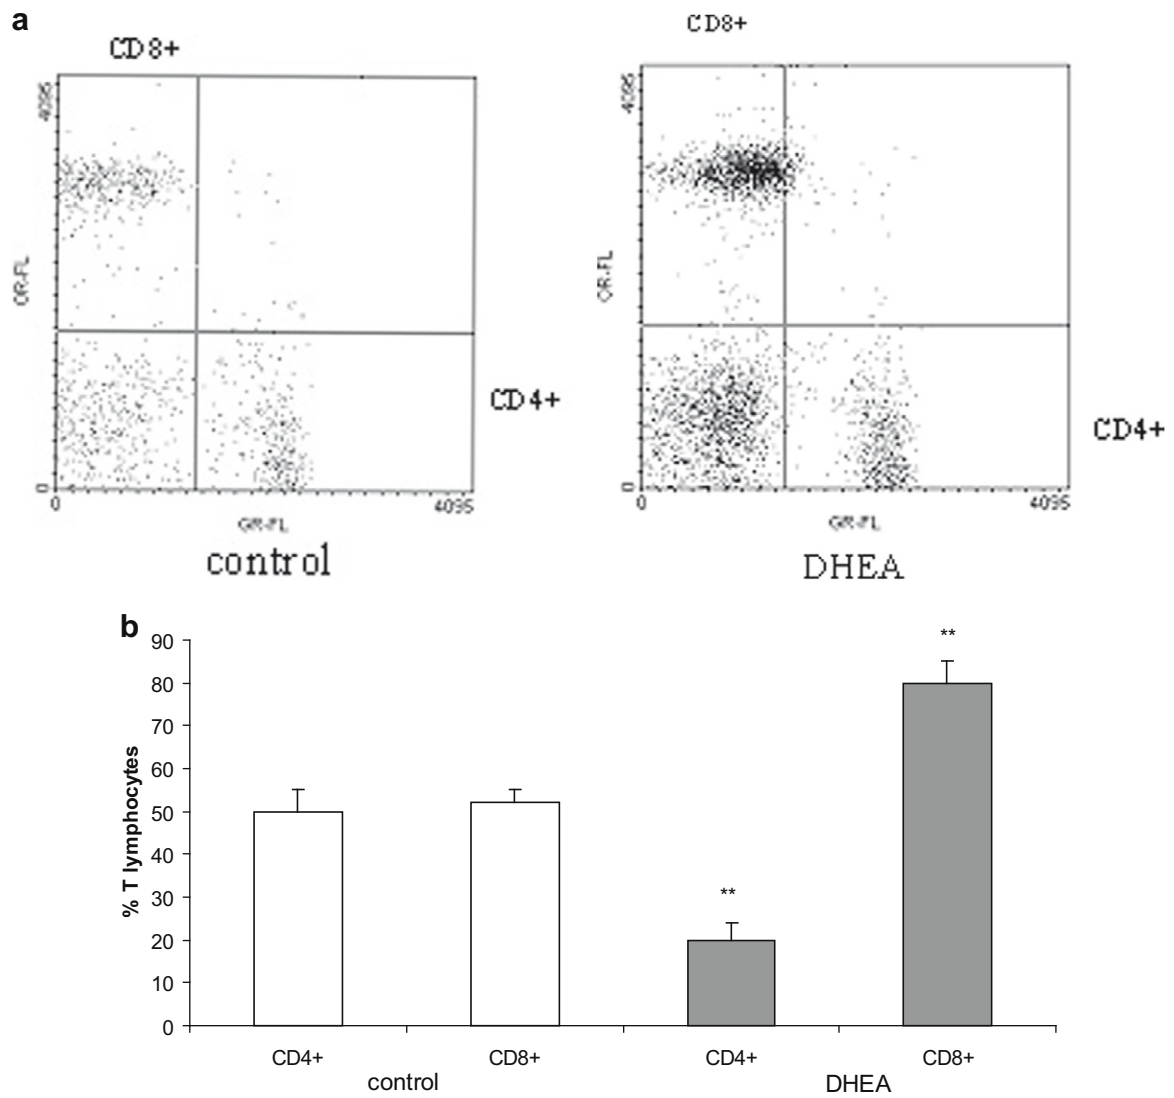 a
CD8+
4095
OR-FL
0
0
4095
GR-FL
CD4+
control
CD8+
4095
OR-FL
0
0
4095
GR-FL
CD4+
DHEA
b
% T lymphocytes
90
80
70
60
50
40
30
20
10
0
**
**
CD4+ CD8+ CD4+ CD8+
control DHEA